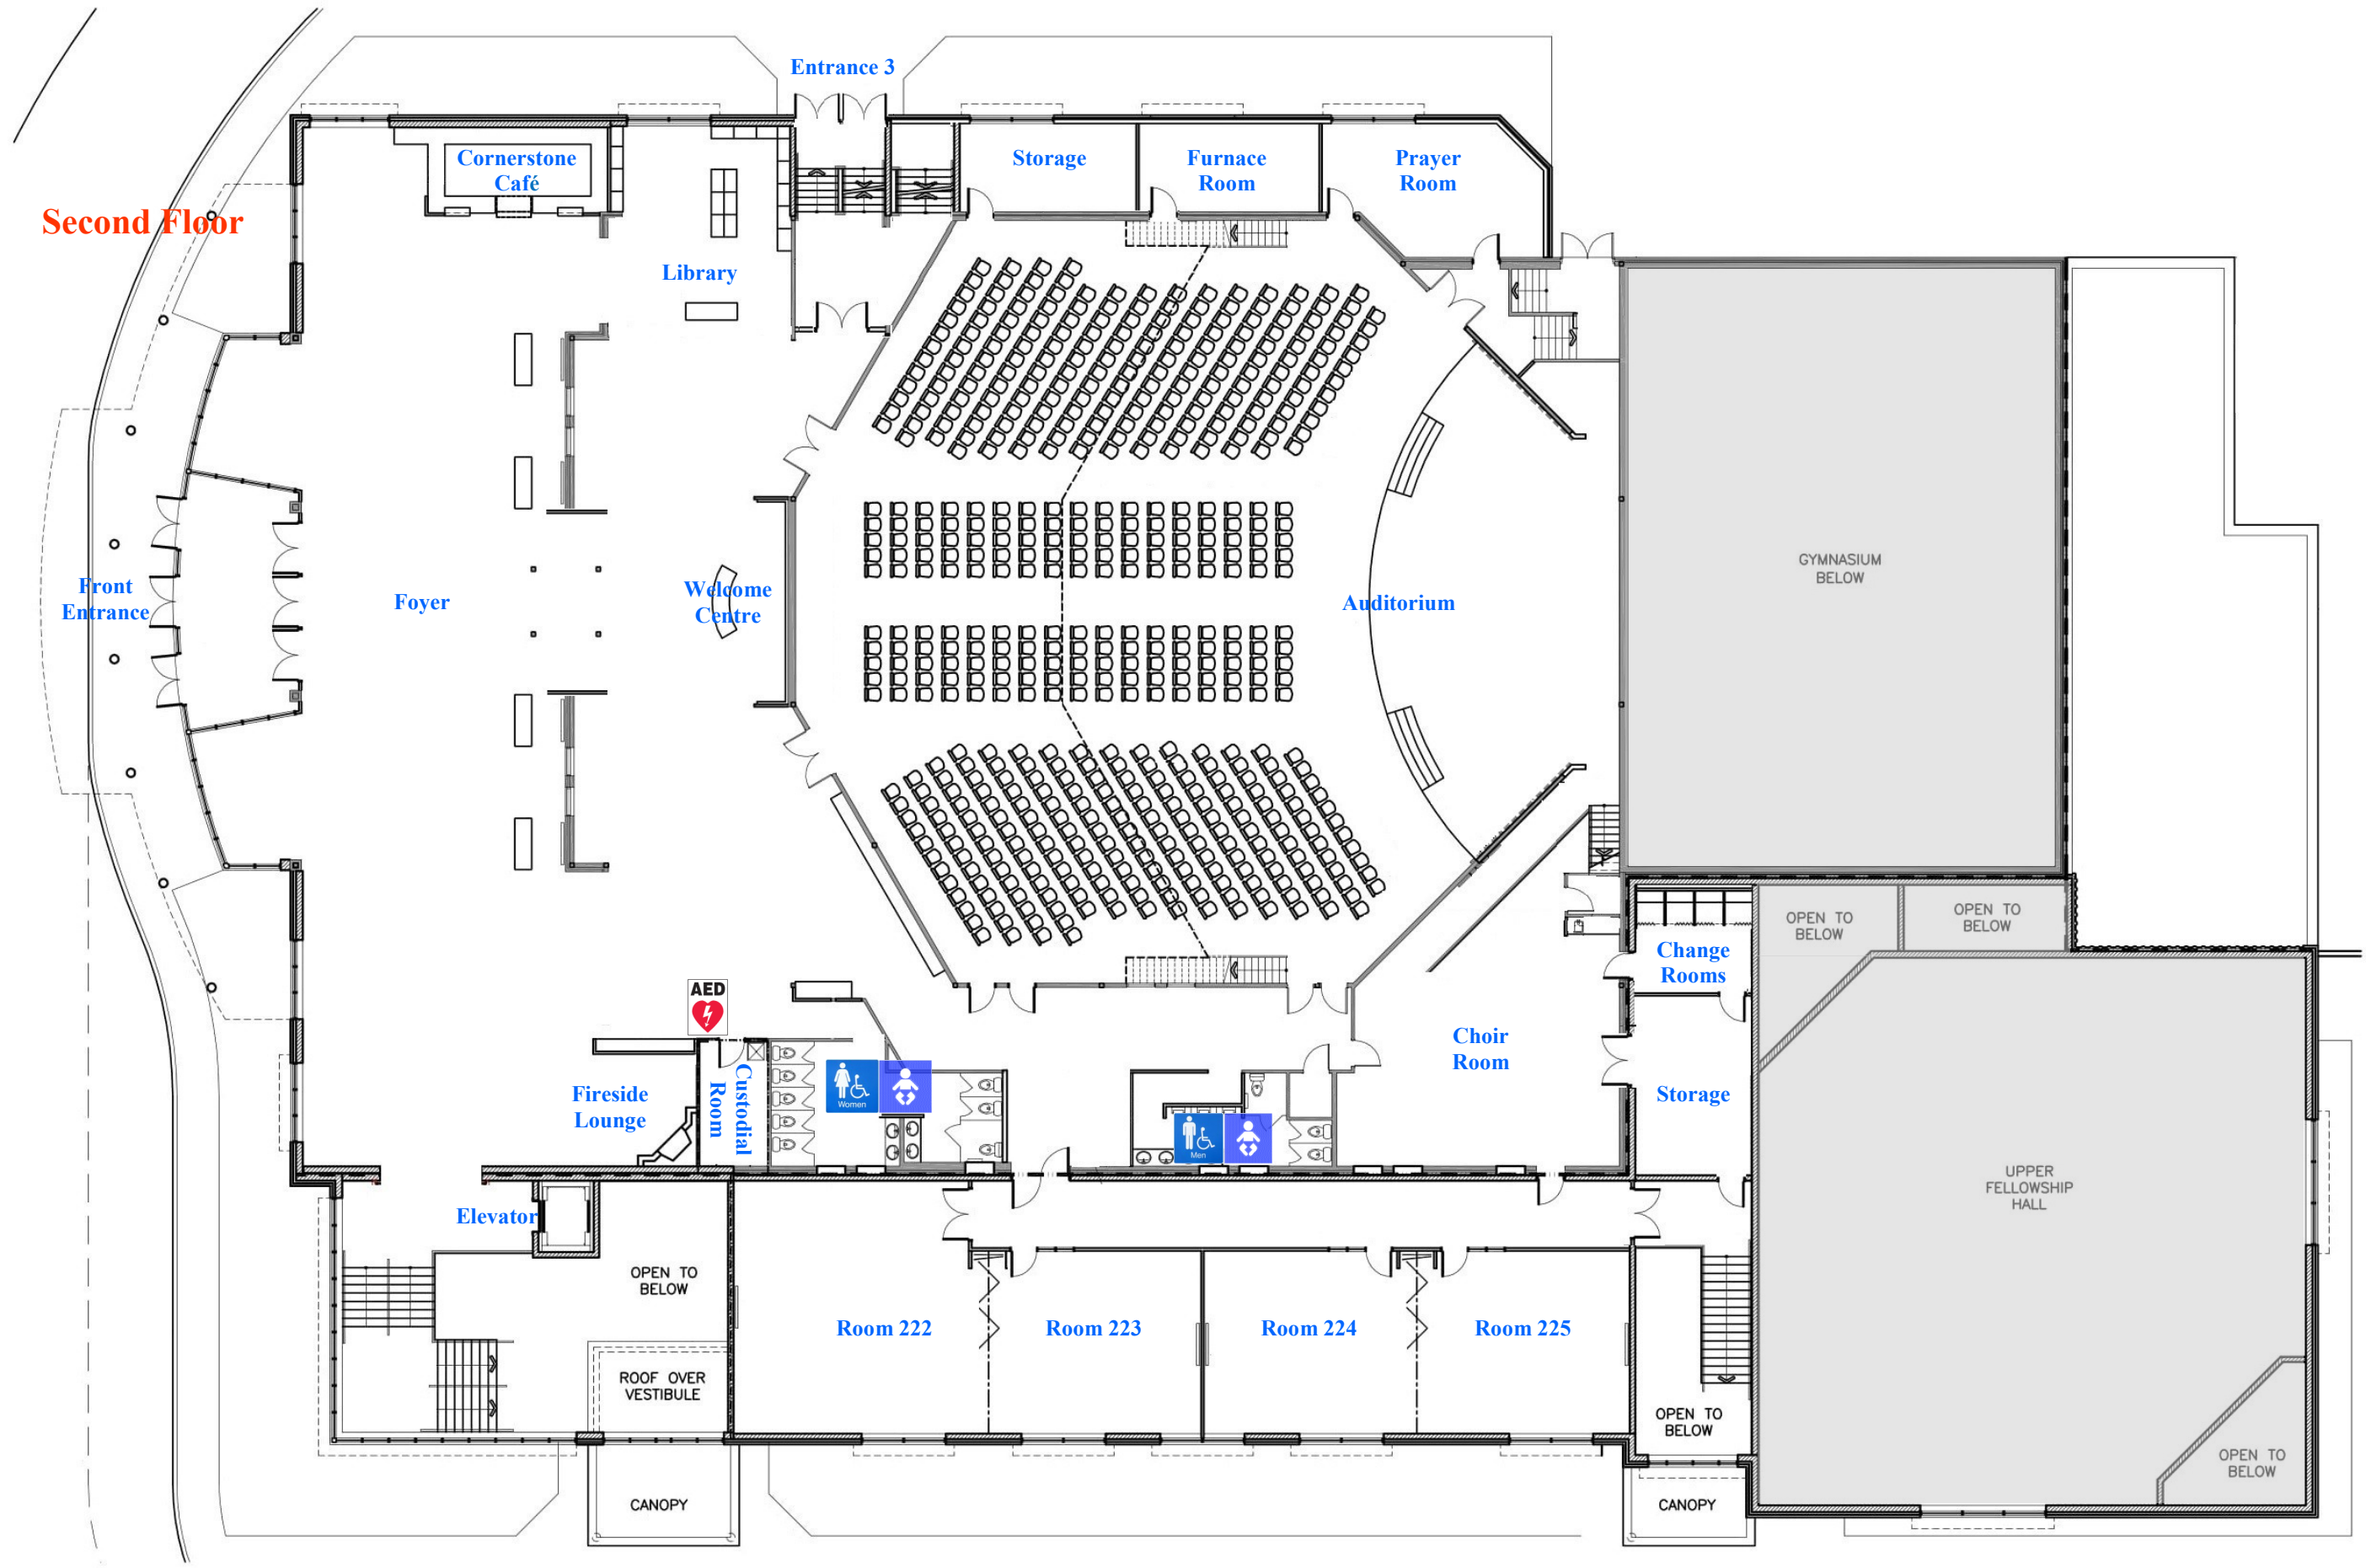 Entrance 3
Cornerstone
Café
Storage
Furnace
Room
Prayer
Room
Second Floor
Library
GYMNASIUM
BELOW
Front
Entrance
Foyer
Welcome
Centre
Auditorium
OPEN TO
BELOW
OPEN TO
BELOW
Change
Rooms
AED
Choir
Room
Fireside
Lounge
Custodial
Room
Women
Men
Storage
UPPER
FELLOWSHIP
HALL
Elevator
OPEN TO
BELOW
Room 222
Room 223
Room 224
Room 225
ROOF OVER
VESTIBULE
OPEN TO
BELOW
OPEN TO
BELOW
CANOPY
CANOPY